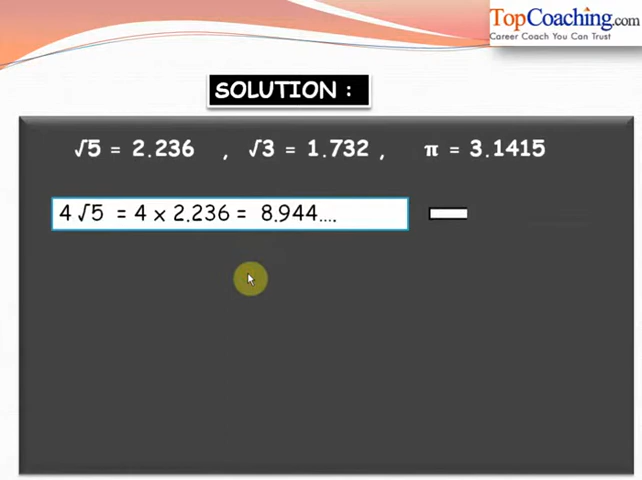 TopCoaching.com
Career Coach You Can Trust
SOLUTION :
√5 = 2.236 , √3 = 1.732 , π = 3.1415
4 √5 = 4 x 2.236 = 8.944....